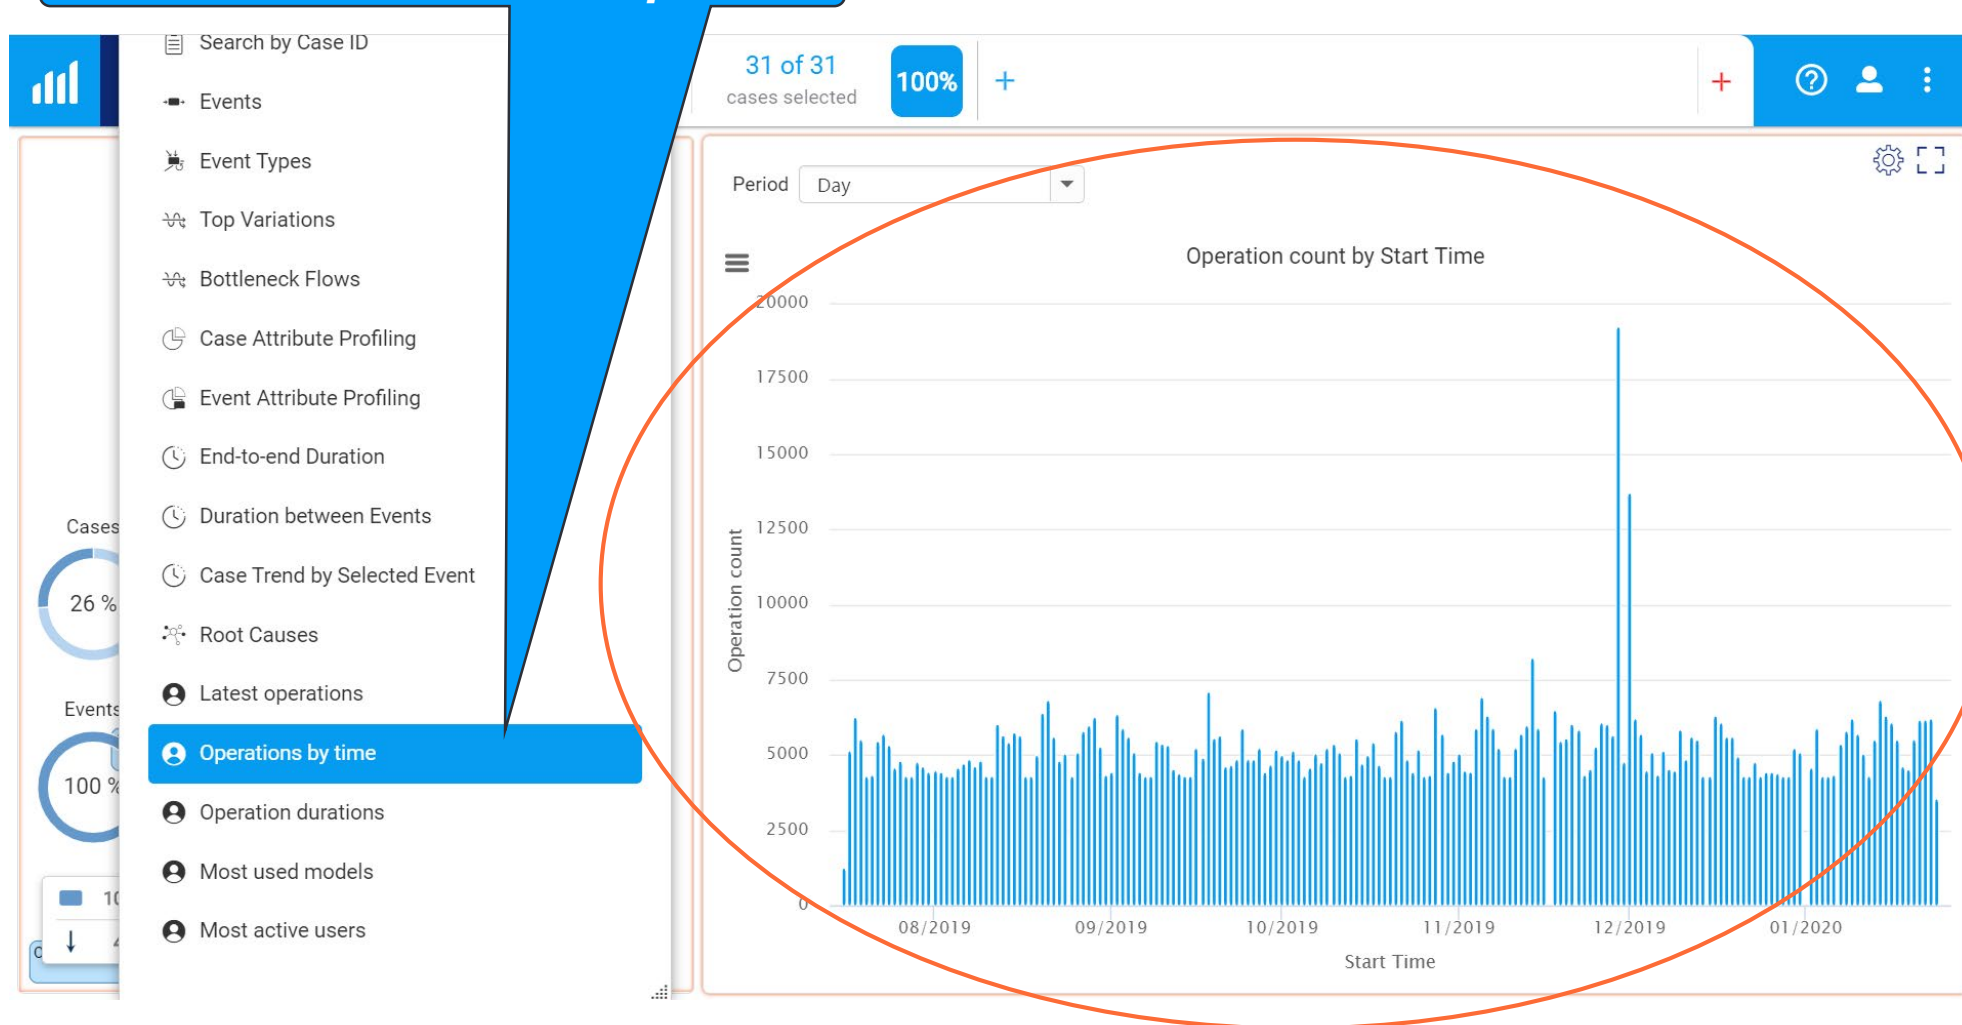 Search by Case ID
Events
Event Types
Top Variations
Bottleneck Flows
Case Attribute Profiling
Event Attribute Profiling
End-to-end Duration
Duration between Events
Case Trend by Selected Event
Root Causes
Latest operations
Operations by time
Operation durations
Most used models
Most active users
Cases
26 %
Events
100 %
31 of 31
cases selected
100%
+
+
Period
Day
Operation count by Start Time
20000
17500
15000
12500
10000
7500
5000
2500
0
Operation count
08/2019
09/2019
10/2019
11/2019
12/2019
01/2020
Start Time